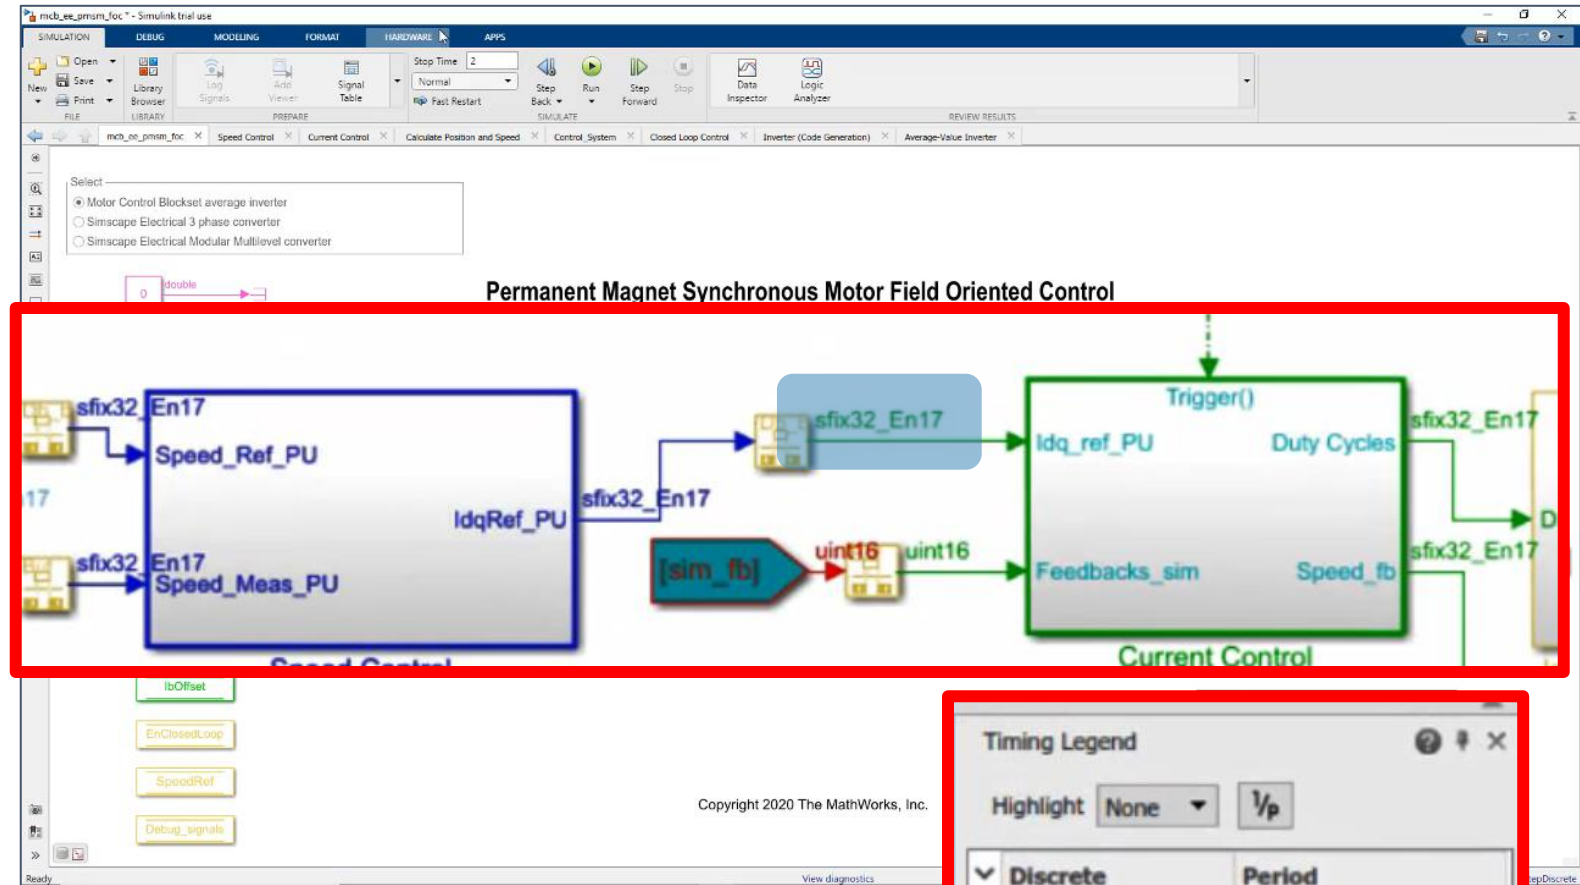 mcb_ee_pmsm_foc * - Simulink trial use
SIMULATION DEBUG MODELING FORMAT HARDWARE APPS
New
Open
Save
Print
FILE
Library
Browser
LIBRARY
Log
Signals
Add
Viewer
Signal
Table
PREPARE
Stop Time 2
Normal
Fast Restart
Step
Back
Run
Step
Forward
Stop
SIMULATE
Data
Inspector
Logic
Analyzer
REVIEW RESULTS
mcb_ee_pmsm_foc Speed Control Current Control Calculate Position and Speed Control_System Closed Loop Control Inverter (Code Generation) Average-Value Inverter
Select
Motor Control Blockset average inverter
Simscape Electrical 3 phase converter
Simscape Electrical Modular Multilevel converter
0 double
Permanent Magnet Synchronous Motor Field Oriented Control
sfix32_En17
Speed_Ref_PU
17
IdqRef_PU
sfix32_En17
sfix32_En17
Speed_Meas_PU
Speed Control
sfix32_En17
[sim_fb]
uint16 uint16
Trigger()
Idq_ref_PU Duty Cycles
Feedbacks_sim Speed_fb
Current Control
sfix32_En17
D
sfix32_En17
IbOffset
EnClosedLoop
SpeedRef
Debug_signals
Copyright 2020 The MathWorks, Inc.
Timing Legend
Highlight None 1/P
Discrete Period
Ready View diagnostics epDiscrete